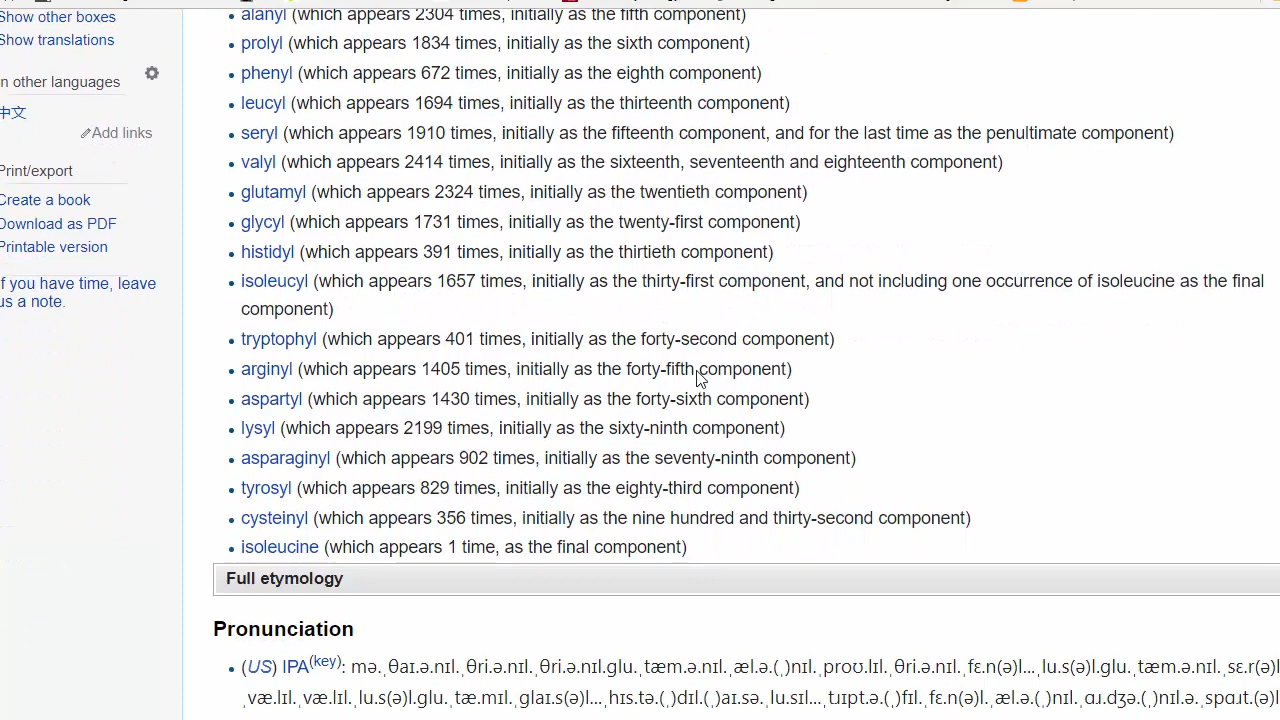 Show other boxes
Show translations
n other languages
中文
Add links
Print/export
Create a book
Download as PDF
Printable version
f you have time, leave
us a note.
alanyl (which appears 2304 times, initially as the fifth component)
prolyl (which appears 1834 times, initially as the sixth component)
phenyl (which appears 672 times, initially as the eighth component)
leucyl (which appears 1694 times, initially as the thirteenth component)
seryl (which appears 1910 times, initially as the fifteenth component, and for the last time as the penultimate component)
valyl (which appears 2414 times, initially as the sixteenth, seventeenth and eighteenth component)
glutamyl (which appears 2324 times, initially as the twentieth component)
glycyl (which appears 1731 times, initially as the twenty-first component)
histidyl (which appears 391 times, initially as the thirtieth component)
isoleucyl (which appears 1657 times, initially as the thirty-first component, and not including one occurrence of isoleucine as the final
component)
tryptophyl (which appears 401 times, initially as the forty-second component)
arginyl (which appears 1405 times, initially as the forty-fifth component)
aspartyl (which appears 1430 times, initially as the forty-sixth component)
lysyl (which appears 2199 times, initially as the sixty-ninth component)
asparaginyl (which appears 902 times, initially as the seventy-ninth component)
tyrosyl (which appears 829 times, initially as the eighty-third component)
cysteinyl (which appears 356 times, initially as the nine hundred and thirty-second component)
isoleucine (which appears 1 time, as the final component)
Full etymology
Pronunciation
(US) IPA(key): mə.ˌθaɪ.ə.nɪl.ˌθri.ə.nɪl.ˌθri.ə.nɪl.glu.ˌtæm.ə.nɪl.ˌæl.ə.(ˌ)nɪl.ˌproʊ.lɪl.ˌθri.ə.nɪl.ˌfɛ.n(ə)l...ˌlu.s(ə)l.glu.ˌtæm.ə.nɪl.ˌsɛ.r(ə)l
ˌvæ.lɪl.ˌvæ.lɪl.ˌlu.s(ə)l.glu.ˌtæ.mɪl.ˌglaɪ.s(ə)l...ˌhɪs.tə.(ˌ)dɪl.(ˌ)aɪ.sə.ˌlu.sɪl...ˌtɹɪpt.ə.(ˌ)fɪl.ˌfɛ.n(ə)l.ˌæl.ə.(ˌ)nɪl.ˌɑɹ.dʒə.(ˌ)nɪl.ə.ˌspɑɹt.(ə)l